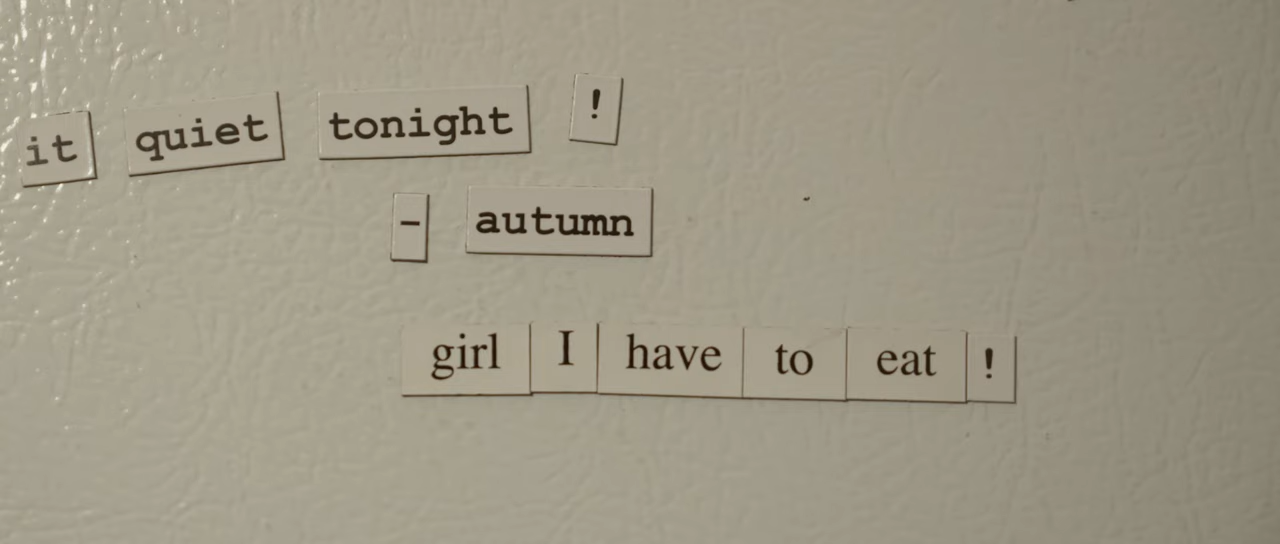 it quiet tonight !
- autumn
girl I have to eat !